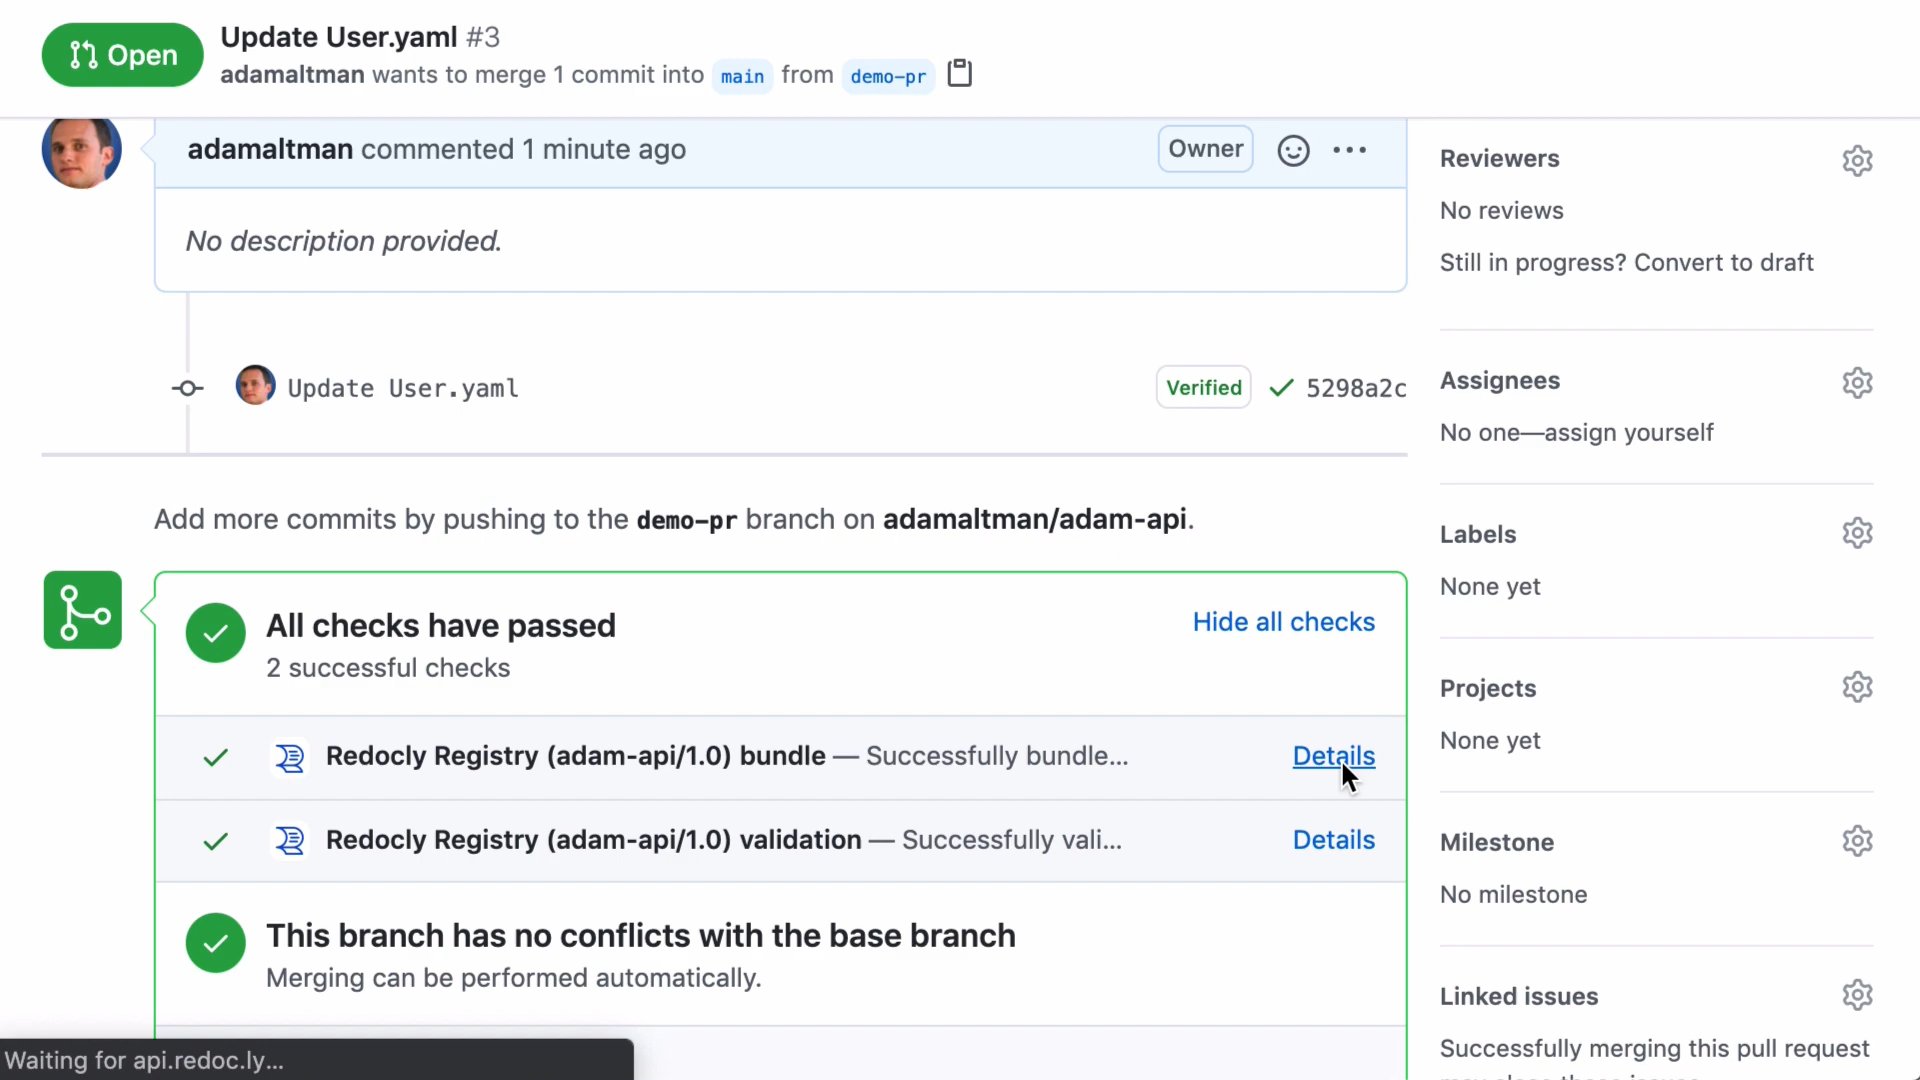 Open
Update User.yaml #3
adamaltman wants to merge 1 commit into main from demo-pr
adamaltman commented 1 minute ago
Owner
No description provided.
Update User.yaml
Verified
5298a2c
Add more commits by pushing to the demo-pr branch on adamaltman/adam-api.
All checks have passed
Hide all checks
2 successful checks
Redocly Registry (adam-api/1.0) bundle — Successfully bundle...
Details
Redocly Registry (adam-api/1.0) validation — Successfully vali...
Details
This branch has no conflicts with the base branch
Merging can be performed automatically.
Waiting for api.redoc.ly...
Reviewers
No reviews
Still in progress? Convert to draft
Assignees
No one—assign yourself
Labels
None yet
Projects
None yet
Milestone
No milestone
Linked issues
Successfully merging this pull request